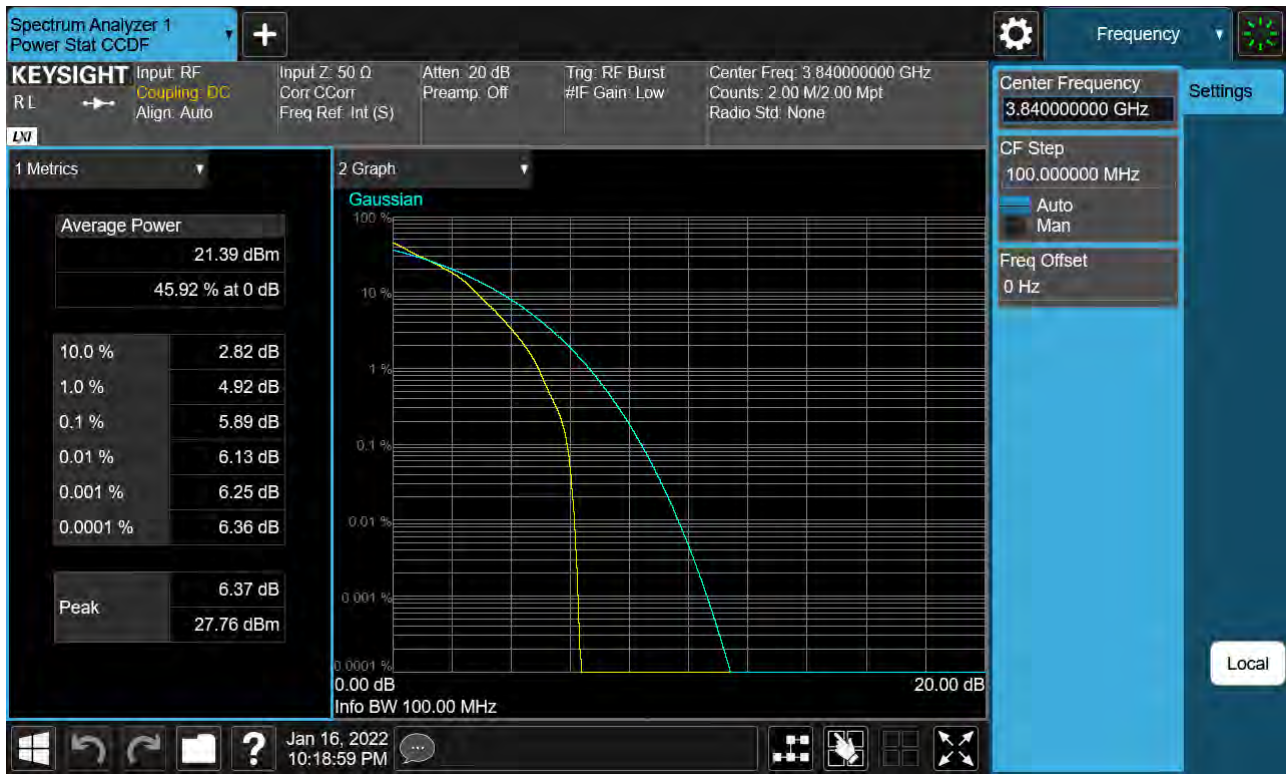 Spectrum Analyzer 1
Power Stat CCDF
Frequency
KEYSIGHT
RL
LXI
Input: RF
Coupling: DC
Align: Auto
Input Z: 50 Ω
Corr CCorr
Freq Ref: Int (S)
Atten: 20 dB
Preamp: Off
Trig: RF Burst
#IF Gain: Low
Center Freq: 3.840000000 GHz
Counts: 2.00 M/2.00 Mpt
Radio Std: None
Center Frequency
3.840000000 GHz
Settings
CF Step
100.000000 MHz
Auto
Man
Freq Offset
0 Hz
1 Metrics
Average Power
21.39 dBm
45.92 % at 0 dB
10.0 % 2.82 dB
1.0 % 4.92 dB
0.1 % 5.89 dB
0.01 % 6.13 dB
0.001 % 6.25 dB
0.0001 % 6.36 dB
Peak
6.37 dB
27.76 dBm
2 Graph
Gaussian
100 %
10 %
1 %
0.1 %
0.01 %
0.001 %
0.0001 %
0.00 dB
20.00 dB
Info BW 100.00 MHz
Local
?
Jan 16, 2022
10:18:59 PM